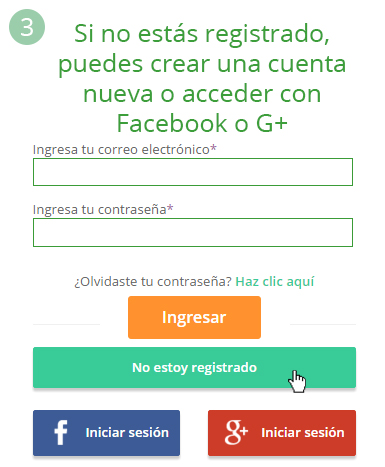 3
Si no estás registrado,
puedes crear una cuenta
nueva o acceder con
Facebook o G+
Ingresa tu correo electrónico*
Ingresa tu contraseña*
¿Olvidaste tu contraseña? Haz clic aquí
Ingresar
No estoy registrado
f Iniciar sesión
g+ Iniciar sesión